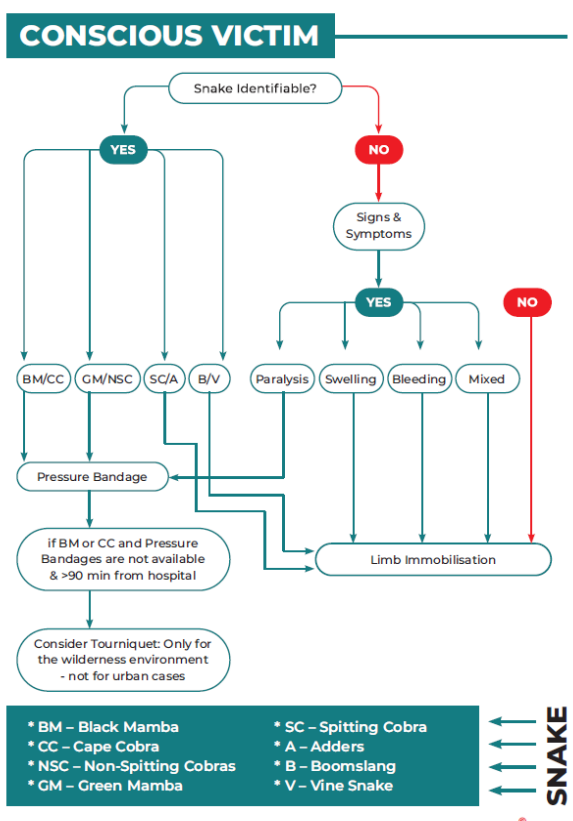 CONSCIOUS VICTIM
Snake Identifiable?
YES
NO
Signs &
Symptoms
YES
NO
BM/CC
GM/NSC
SC/A
B/V
Paralysis
Swelling
Bleeding
Mixed
Pressure Bandage
if BM or CC and Pressure
Bandages are not available
& >90 min from hospital
Limb Immobilisation
Consider Tourniquet: Only for
the wilderness environment
- not for urban cases
* BM – Black Mamba
* CC – Cape Cobra
* NSC – Non-Spitting Cobras
* GM – Green Mamba
* SC – Spitting Cobra
* A – Adders
* B – Boomslang
* V – Vine Snake
SNAKE